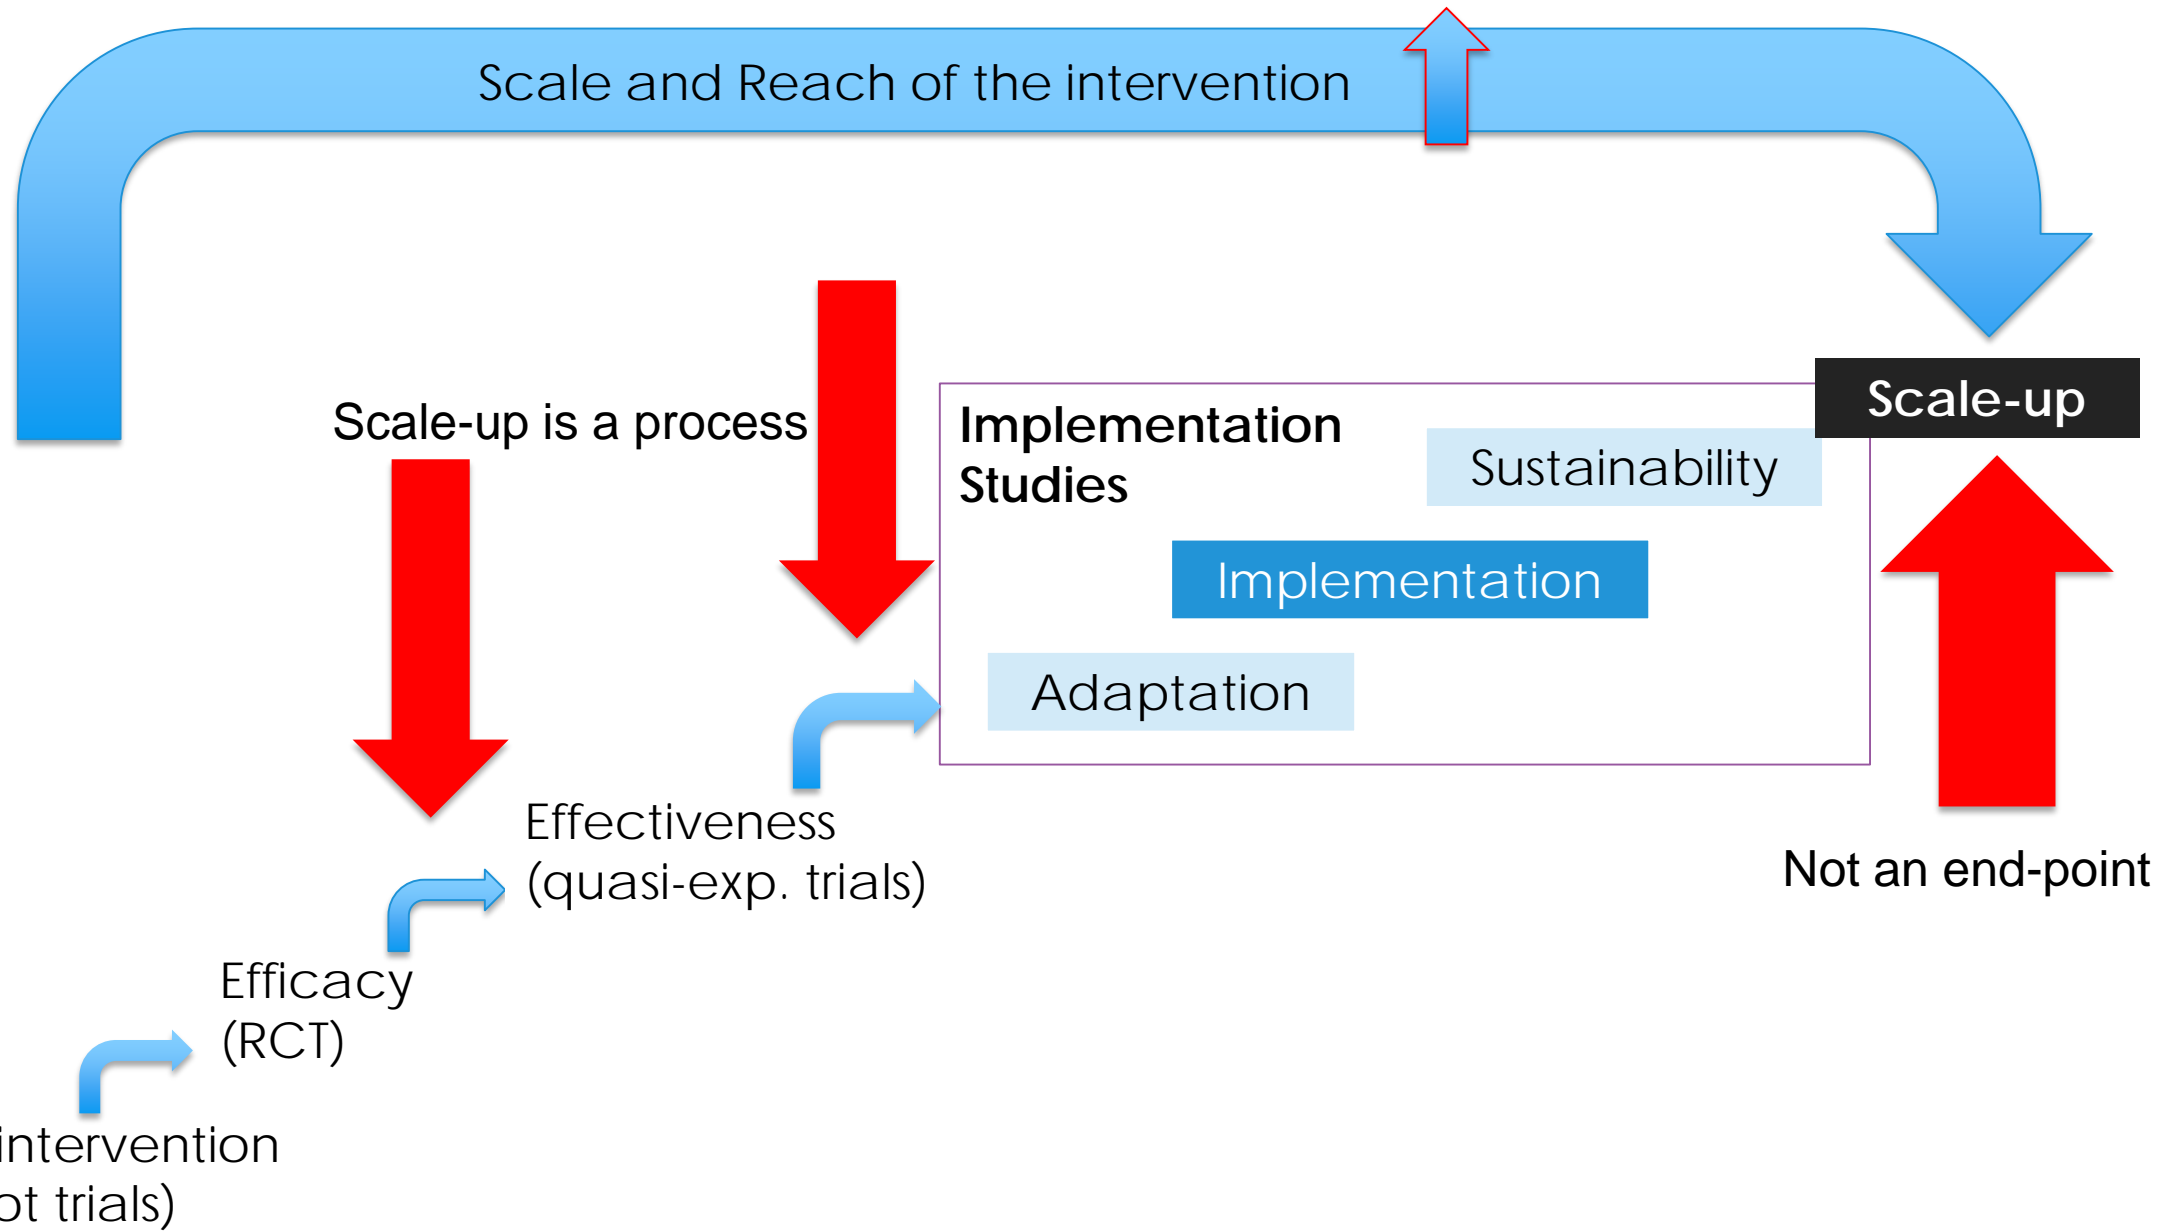 Scale and Reach of the intervention
Scale-up
Scale-up is a process
Implementation
Studies
Sustainability
Implementation
Adaptation
Effectiveness
(quasi-exp. trials)
Not an end-point
Efficacy
(RCT)
intervention
trials)